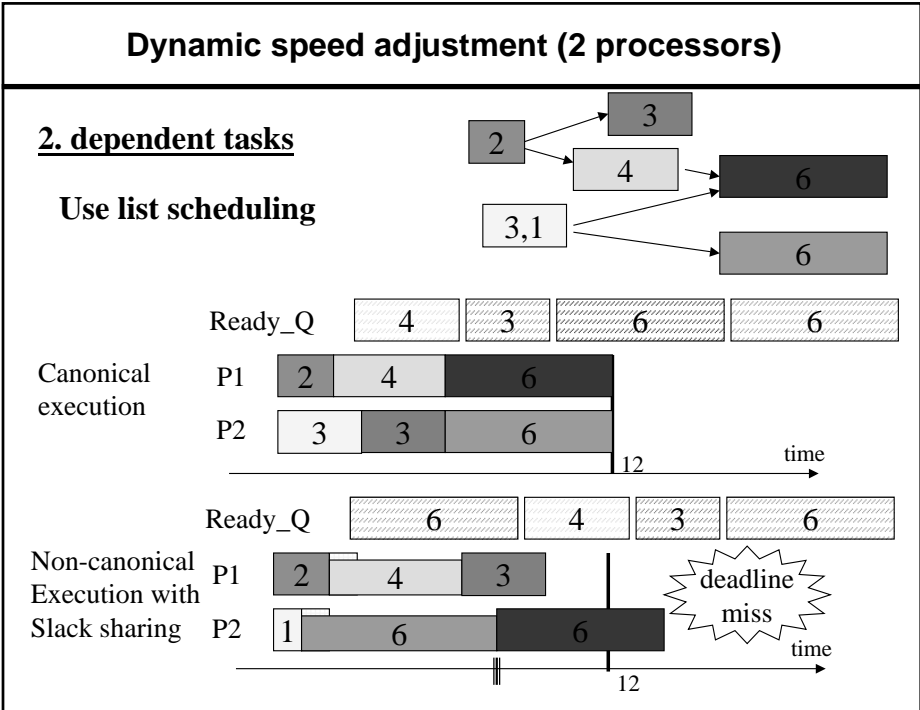 Dynamic speed adjustment (2 processors)
2. dependent tasks
Use list scheduling
2
3
4
6
3,1
6
Ready_Q
4
3
6
6
Canonical
execution
P1
2
4
6
P2
3
3
6
12
time
Ready_Q
6
4
3
6
Non-canonical
Execution with
Slack sharing
P1
2
4
3
P2
1
6
6
deadline
miss
12
time